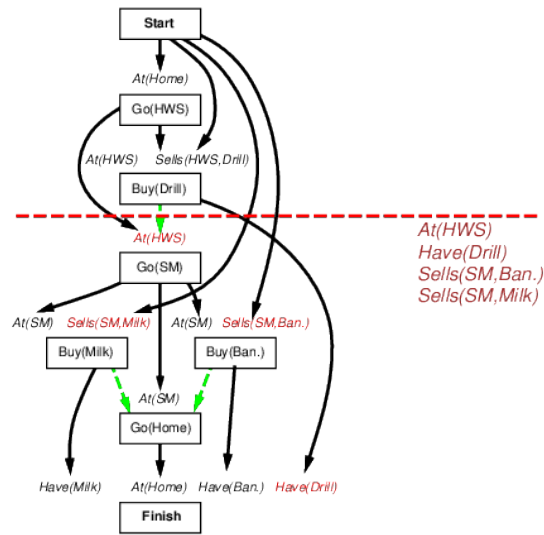 Start
At(Home)
Go(HWS)
At(HWS) Sells(HWS,Drill)
Buy(Drill)
At(HWS)
Go(SM)
At(SM) Sells(SM,Milk) At(SM) Sells(SM,Ban.)
Buy(Milk) Buy(Ban.)
At(SM)
Go(Home)
Have(Milk) At(Home) Have(Ban.) Have(Drill)
Finish
At(HWS)
Have(Drill)
Sells(SM,Ban.)
Sells(SM,Milk)